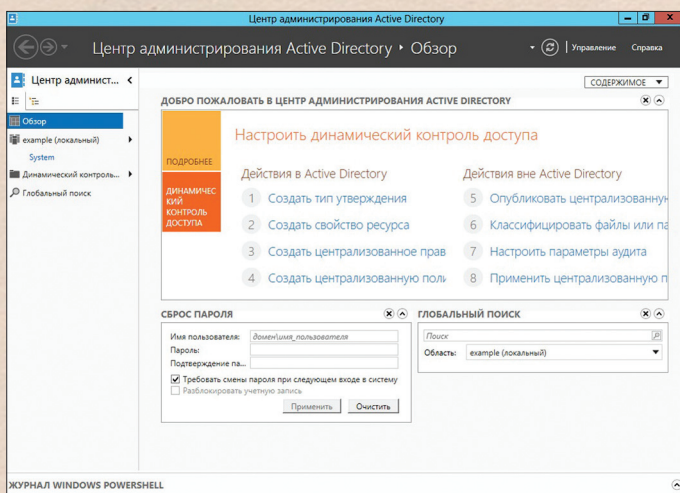 Центр администрирования Active Directory
Центр администрирования Active Directory • Обзор
Управление Справка
Центр админист...
СОДЕРЖИМОЕ
ДОБРО ПОЖАЛОВАТЬ В ЦЕНТР АДМИНИСТРИРОВАНИЯ ACTIVE DIRECTORY
Обзор
example (локальный)
System
Динамический контроль...
Глобальный поиск
ПОДРОБНЕЕ
ДИНАМИЧЕС
КИЙ
КОНТРОЛЬ
ДОСТУПА
Настроить динамический контроль доступа
Действия в Active Directory
1 Создать тип утверждения
2 Создать свойство ресурса
3 Создать централизованное прав
4 Создать централизованную поли
Действия вне Active Directory
5 Опубликовать централизованную
6 Классифицировать файлы или па
7 Настроить параметры аудита
8 Применить централизованную п
СБРОС ПАРОЛЯ
Имя пользователя: домен\имя_пользователя
Пароль:
Подтверждение па...
Требовать смены пароля при следующем входе в систему
Разблокировать учетную запись
Применить Очистить
ГЛОБАЛЬНЫЙ ПОИСК
Поиск
Область: example (локальный)
ЖУРНАЛ WINDOWS POWERSHELL